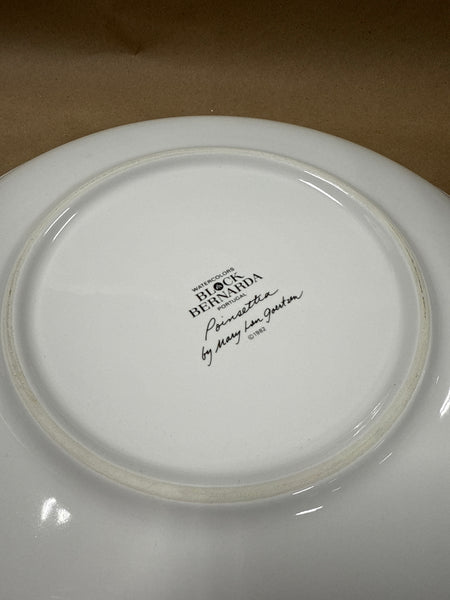 WATERCOLORS
BLOCK
BERNARDA
PORTUGAL
Poinsettia
by Mary Lou Goertzen
©1982